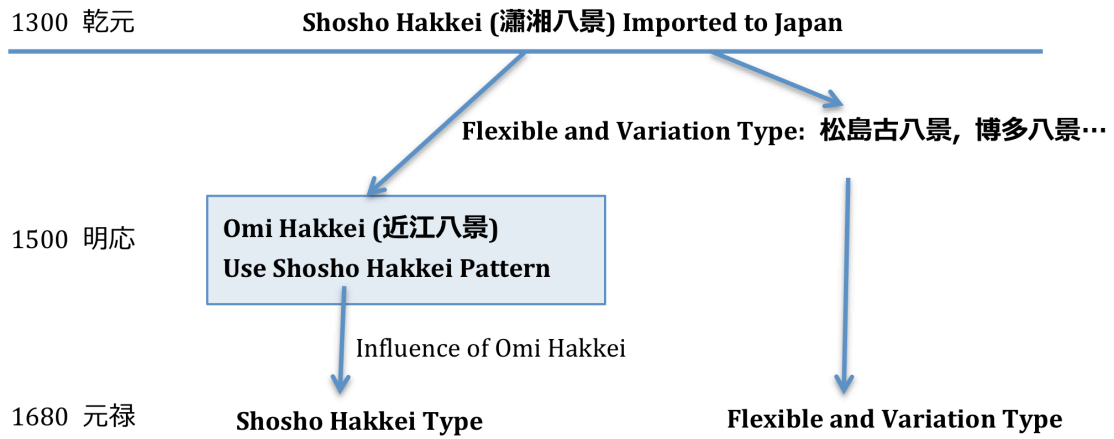 1300 乾元
Shosho Hakkei (瀟湘八景) Imported to Japan
Flexible and Variation Type: 松島古八景, 博多八景…
1500 明応
Omi Hakkei (近江八景)
Use Shosho Hakkei Pattern
Influence of Omi Hakkei
1680 元禄
Shosho Hakkei Type
Flexible and Variation Type